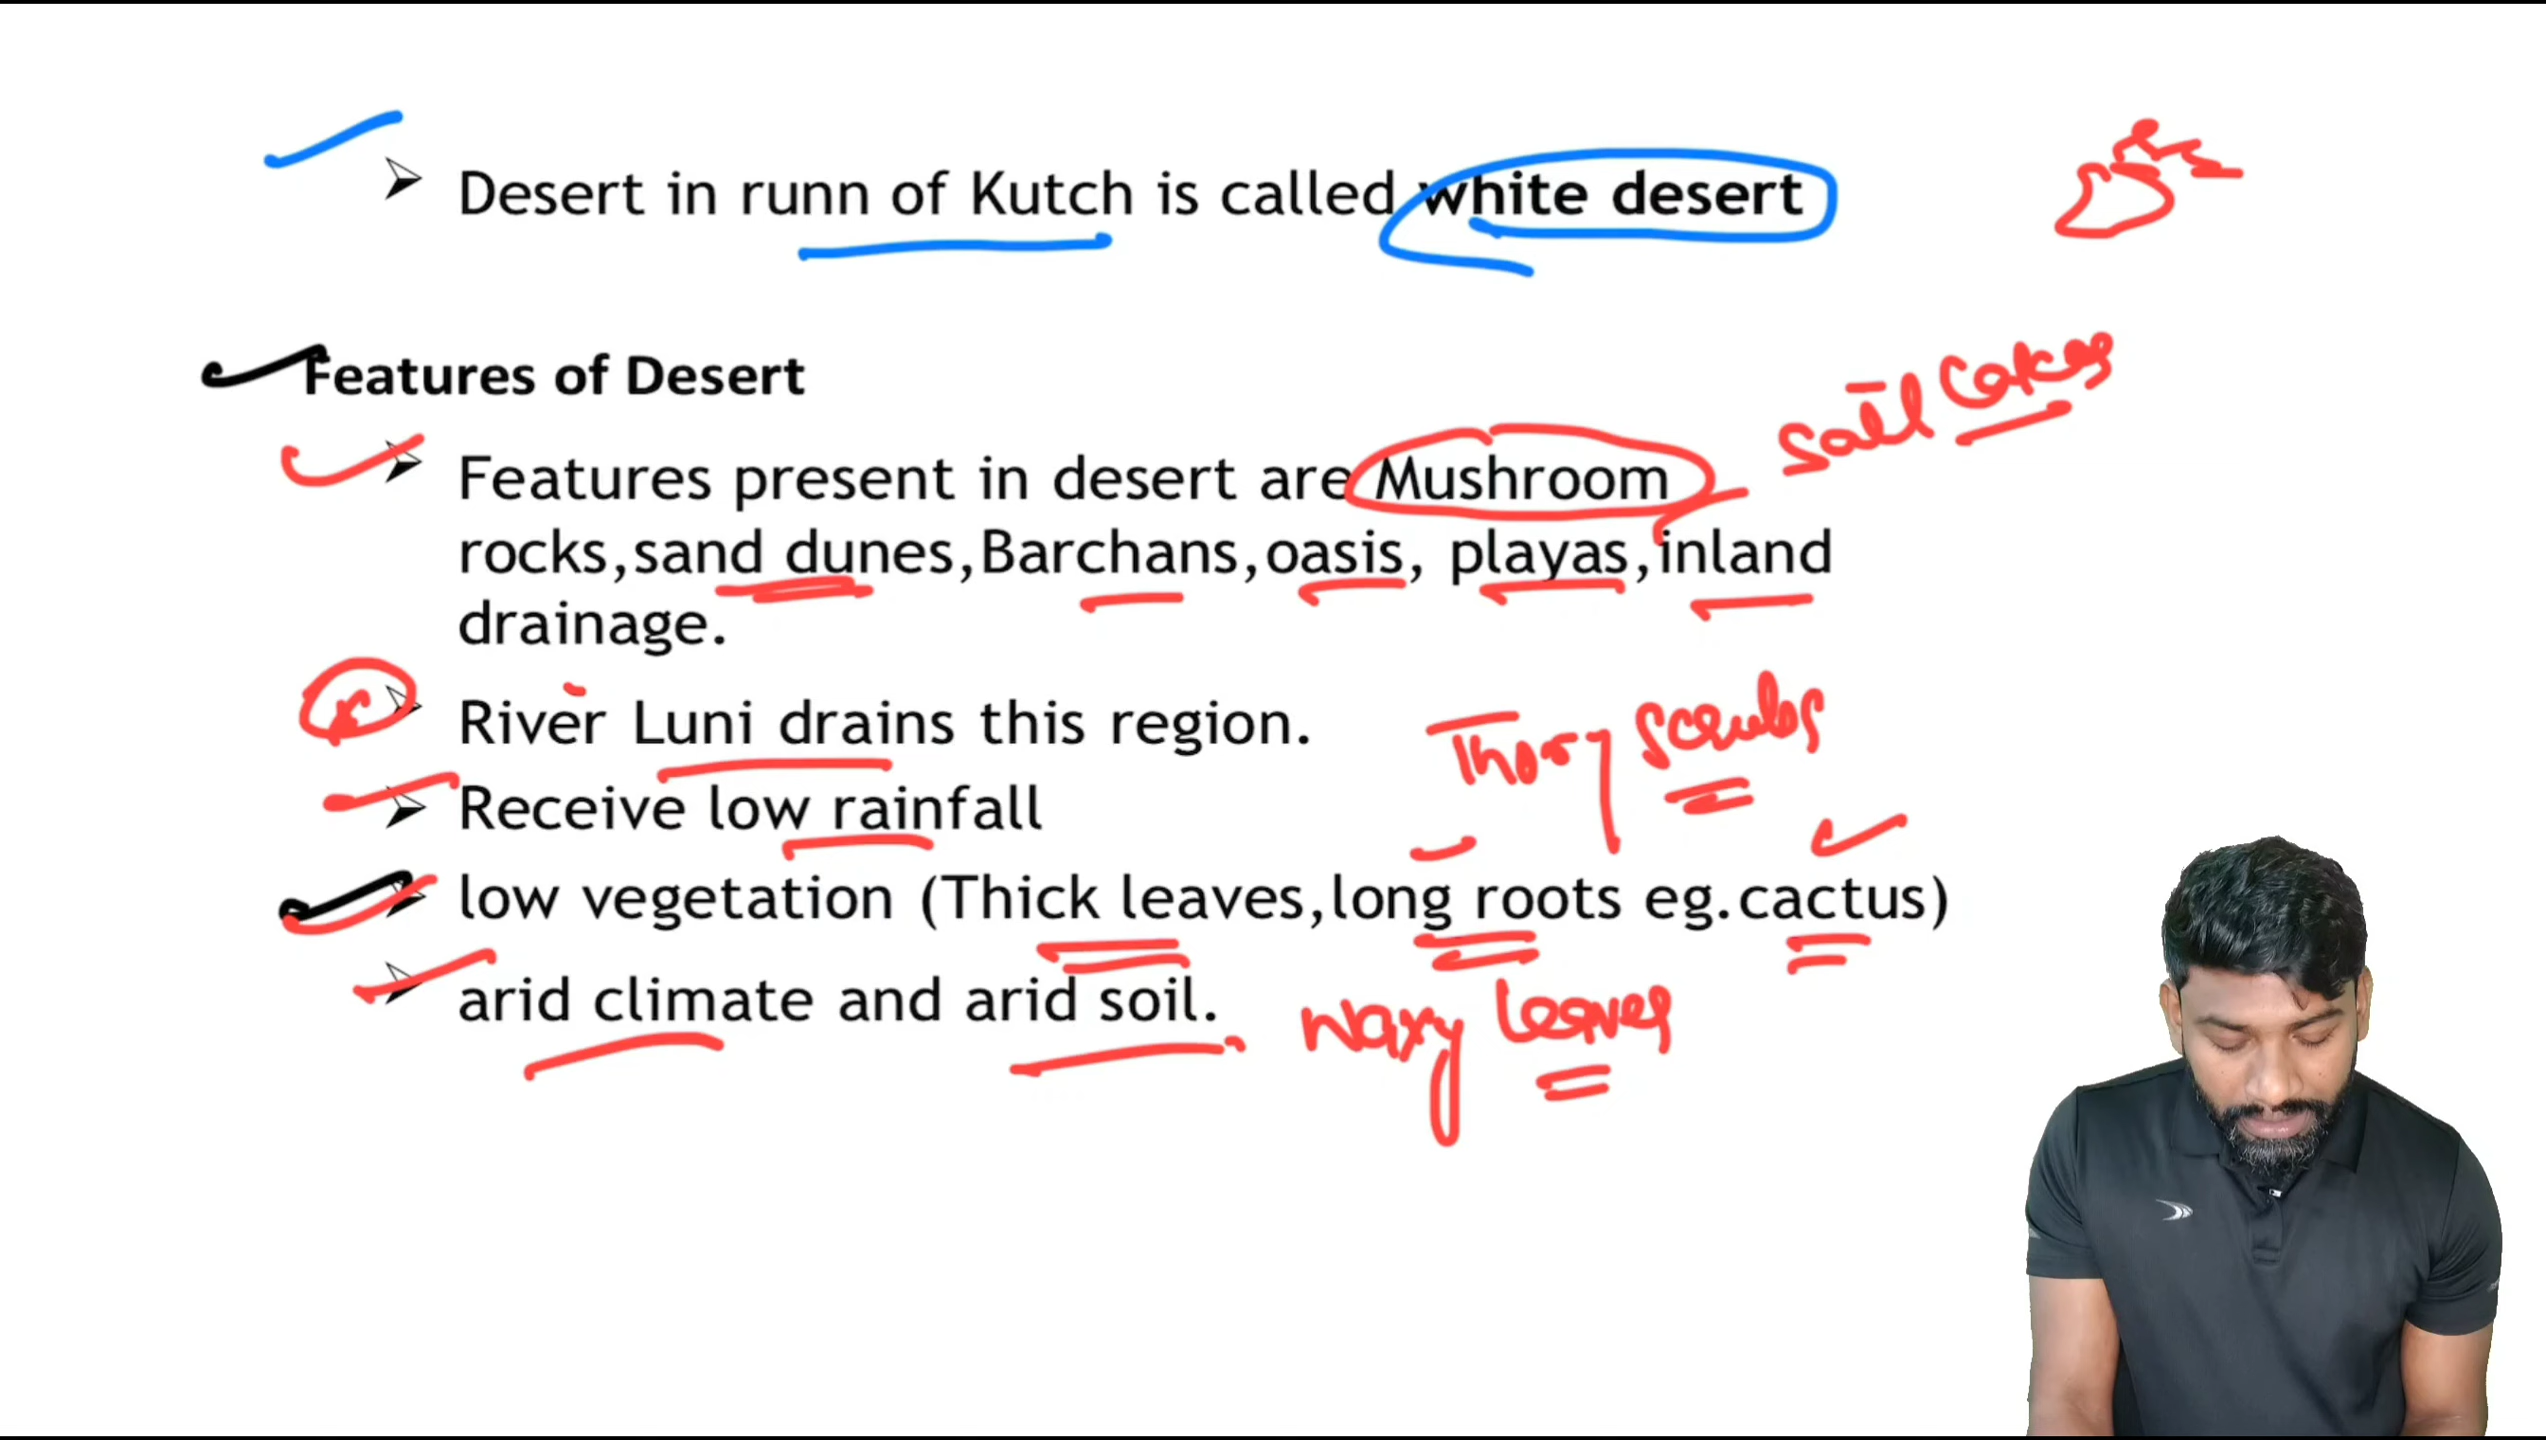 Desert in runn of Kutch is called white desert
Features of Desert
salt cakes
Features present in desert are Mushroom
rocks,sand dunes,Barchans,oasis, playas,inland
drainage.
River Luni drains this region.
Thorny scrubs
Receive low rainfall
low vegetation (Thick leaves,long roots eg.cactus)
arid climate and arid soil.
waxy leaves